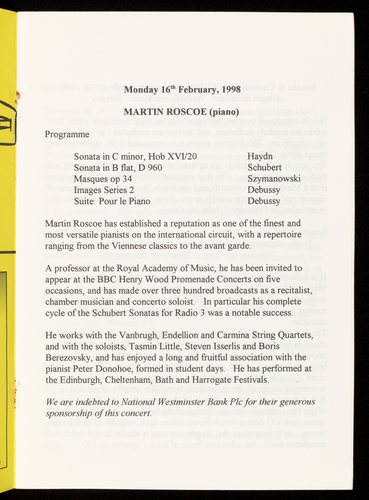 Monday 16th February, 1998
MARTIN ROSCOE (piano)
Programme
Sonata in C minor, Hob XVI/20 Haydn
Sonata in B flat, D 960 Schubert
Masques op 34 Szymanowski
Images Series 2 Debussy
Suite: Pour le Piano Debussy
Martin Roscoe has established a reputation as one of the finest and
most versatile pianists on the international circuit, with a repertoire
ranging from the Viennese classics to the avant garde.
A professor at the Royal Academy of Music, he has been invited to
appear at the BBC Henry Wood Promenade Concerts on five
occasions, and has made over three hundred broadcasts as a recitalist,
chamber musician and concerto soloist. In particular his complete
cycle of the Schubert Sonatas for Radio 3 was a notable success.
He works with the Vanbrugh, Endellion and Carmina String Quartets,
and with the soloists, Tasmin Little, Steven Isserlis and Boris
Berezovsky, and has enjoyed a long and fruitful association with the
pianist Peter Donohoe, formed in student days. He has performed at
the Edinburgh, Cheltenham, Bath and Harrogate Festivals.
We are indebted to National Westminster Bank Plc for their generous
sponsorship of this concert.